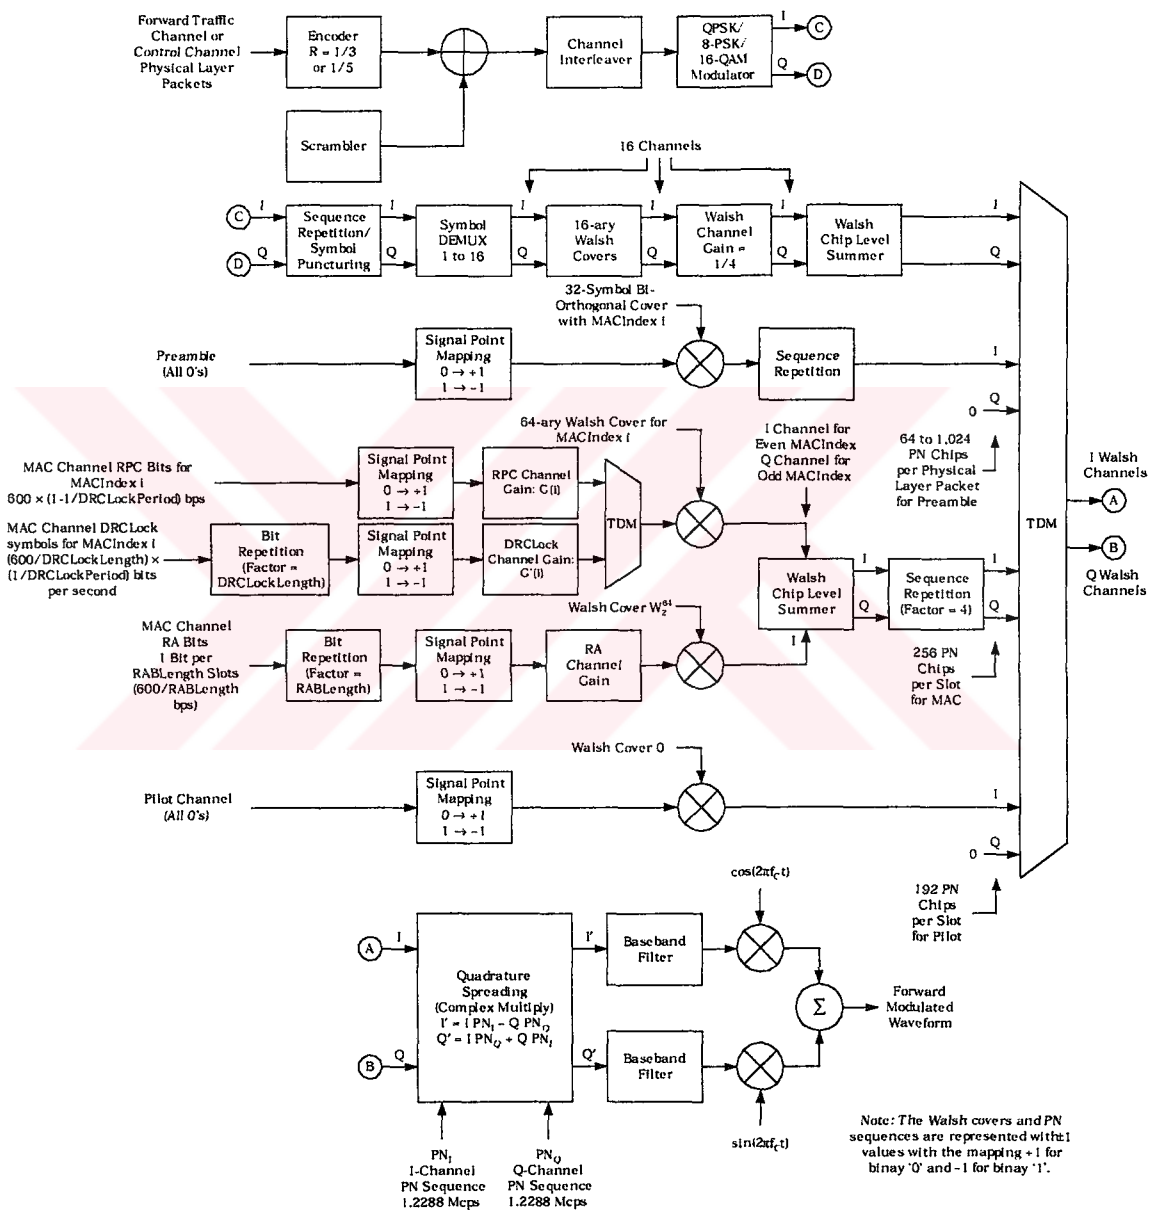 Forward Traffic
Channel or
Control Channel
Physical Layer
Packets
Encoder
R = 1/3
or 1/5
Channel
Interleaver
QPSK/
8-PSK/
16-QAM
Modulator
I
C
Q
D
Scrambler
16 Channels
C
I
D
Q
Sequence
Repetition/
Symbol
Puncturing
I
Q
Symbol
DEMUX
1 to 16
I
Q
16-ary
Walsh
Covers
I
Q
Walsh
Channel
Gain =
1/4
I
Q
Walsh
Chip Level
Summer
I
Q
32-Symbol Bi-
Orthogonal Cover
with MACIndex i
Preamble
(All 0's)
Signal Point
Mapping
0 → +1
1 → -1
Sequence
Repetition
I
0
Q
64 to 1,024
PN Chips
per Physical
Layer Packet
for Preamble
64-ary Walsh Cover for
MACIndex i
I Channel for
Even MACIndex
Q Channel for
Odd MACIndex
MAC Channel RPC Bits for
MACIndex i
600 × (1-1/DRCLockPeriod) bps
Signal Point
Mapping
0 → +1
1 → -1
RPC Channel
Gain: G(i)
MAC Channel DRCLock
symbols for MACIndex i
(600/DRCLockLength) ×
(1/DRCLockPeriod) bits
per second
Bit
Repetition
(Factor =
DRCLockLength)
Signal Point
Mapping
0 → +1
1 → -1
DRCLock
Channel Gain:
G'(i)
TDM
Walsh
Chip Level
Summer
I
Q
Sequence
Repetition
(Factor = 4)
I
Q
256 PN
Chips
per Slot
for MAC
Walsh Cover W₂⁶⁴
MAC Channel
RA Bits
1 Bit per
RABLength Slots
(600/RABLength
bps)
Bit
Repetition
(Factor =
RABLength)
Signal Point
Mapping
0 → +1
1 → -1
RA
Channel
Gain
I
TDM
I Walsh
Channels
A
B
Q Walsh
Channels
Walsh Cover 0
Pilot Channel
(All 0's)
Signal Point
Mapping
0 → +1
1 → -1
I
0
Q
192 PN
Chips
per Slot
for Pilot
A
I
B
Q
Quadrature
Spreading
(Complex Multiply)
I' = I PN_I - Q PN_Q
Q' = I PN_Q + Q PN_I
I'
Q'
Baseband
Filter
Baseband
Filter
cos(2πf_c t)
sin(2πf_c t)
Σ
Forward
Modulated
Waveform
PN_I
I-Channel
PN Sequence
1.2288 Mcps
PN_Q
Q-Channel
PN Sequence
1.2288 Mcps
Note: The Walsh covers and PN
sequences are represented with±1
values with the mapping +1 for
binay '0' and -1 for binay '1'.